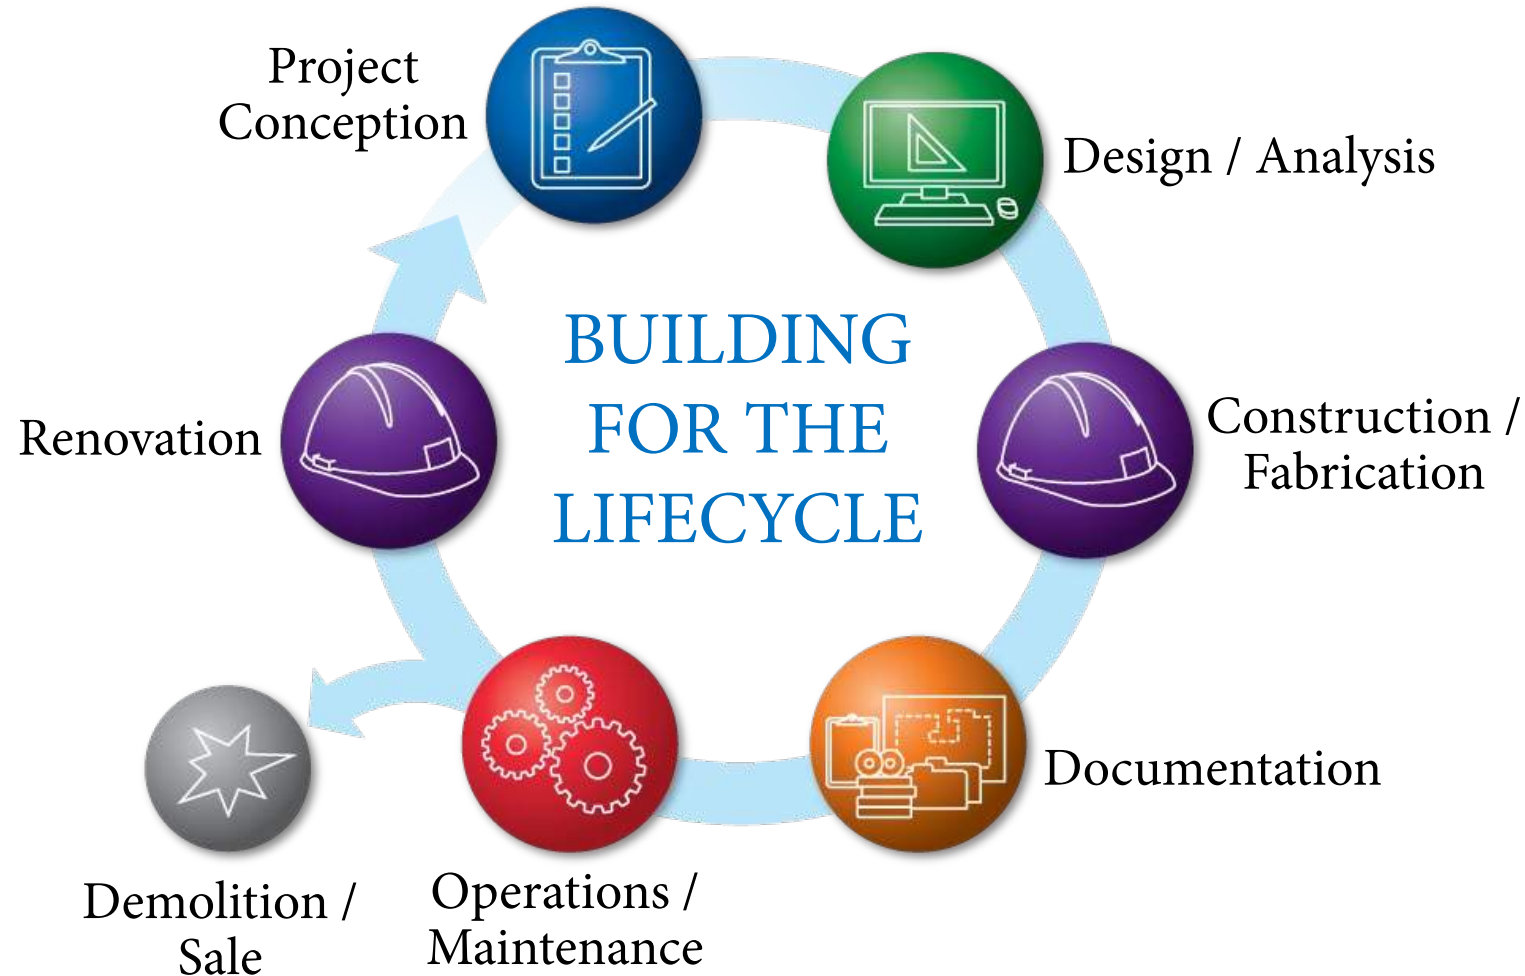 Project
Conception
Design / Analysis
BUILDING
FOR THE
LIFECYCLE
Renovation
Construction /
Fabrication
Documentation
Demolition /
Sale
Operations /
Maintenance